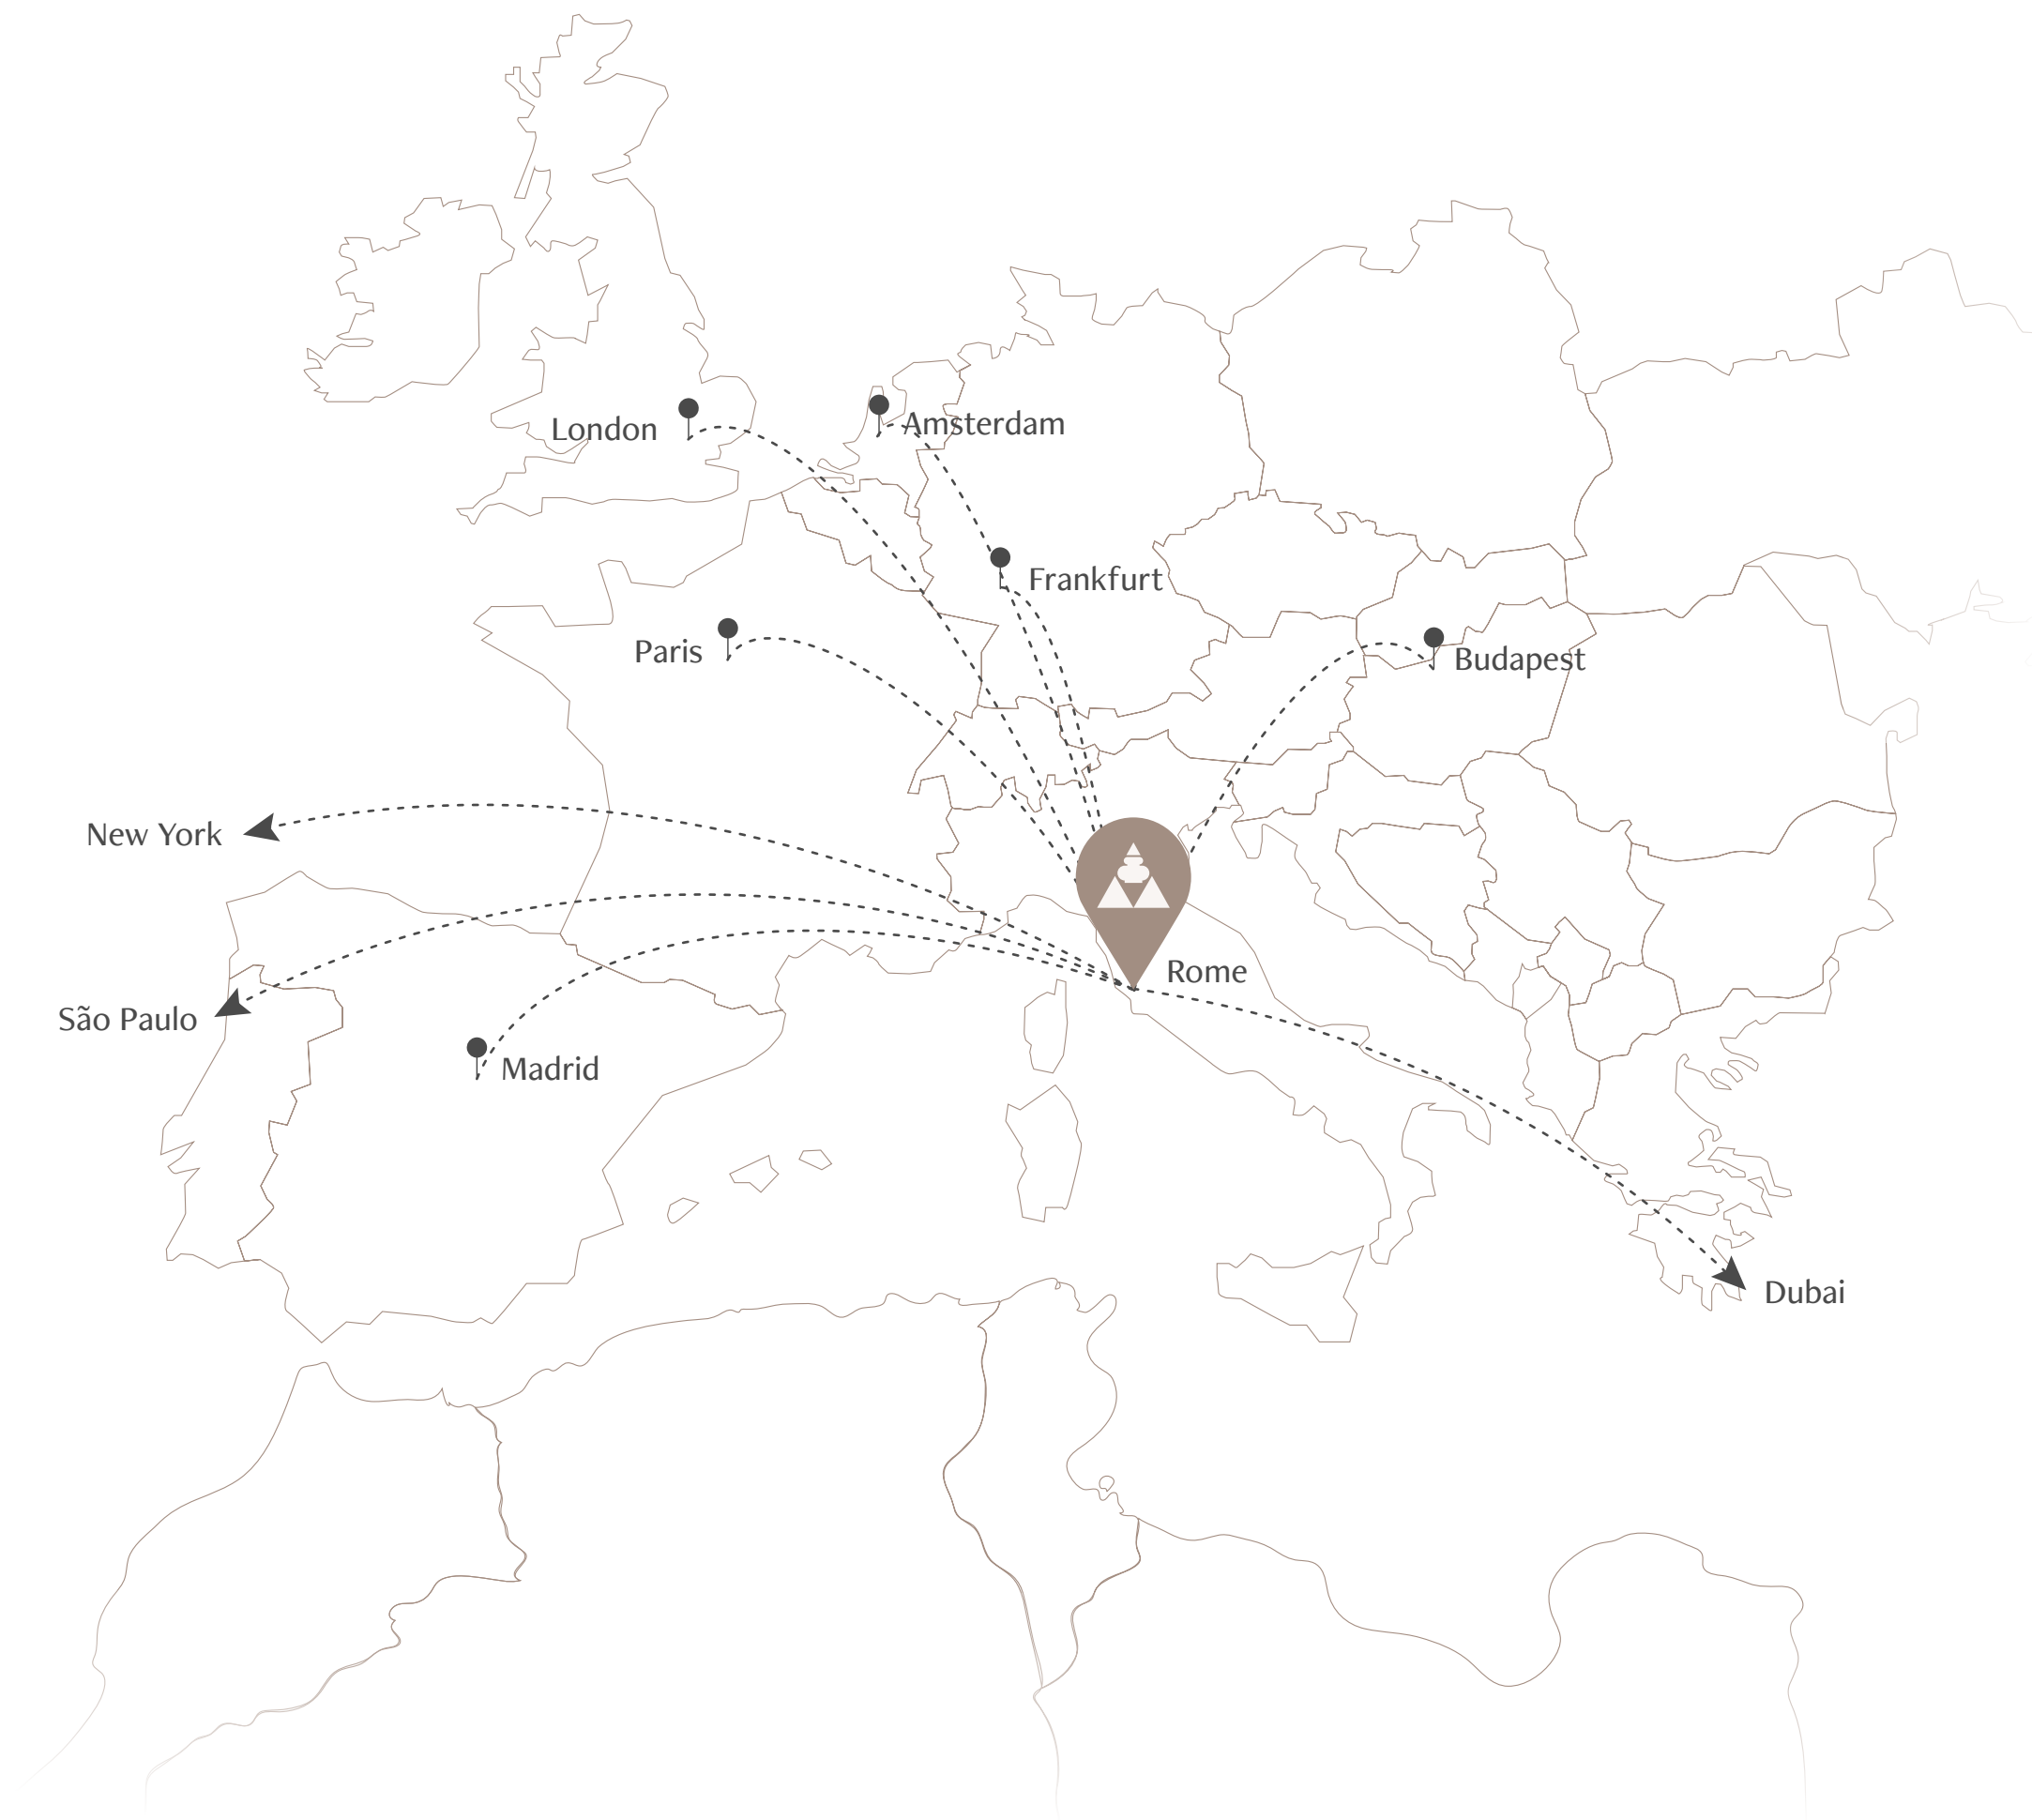 London
Amsterdam
Frankfurt
Paris
Budapest
New York
Rome
São Paulo
Madrid
Dubai